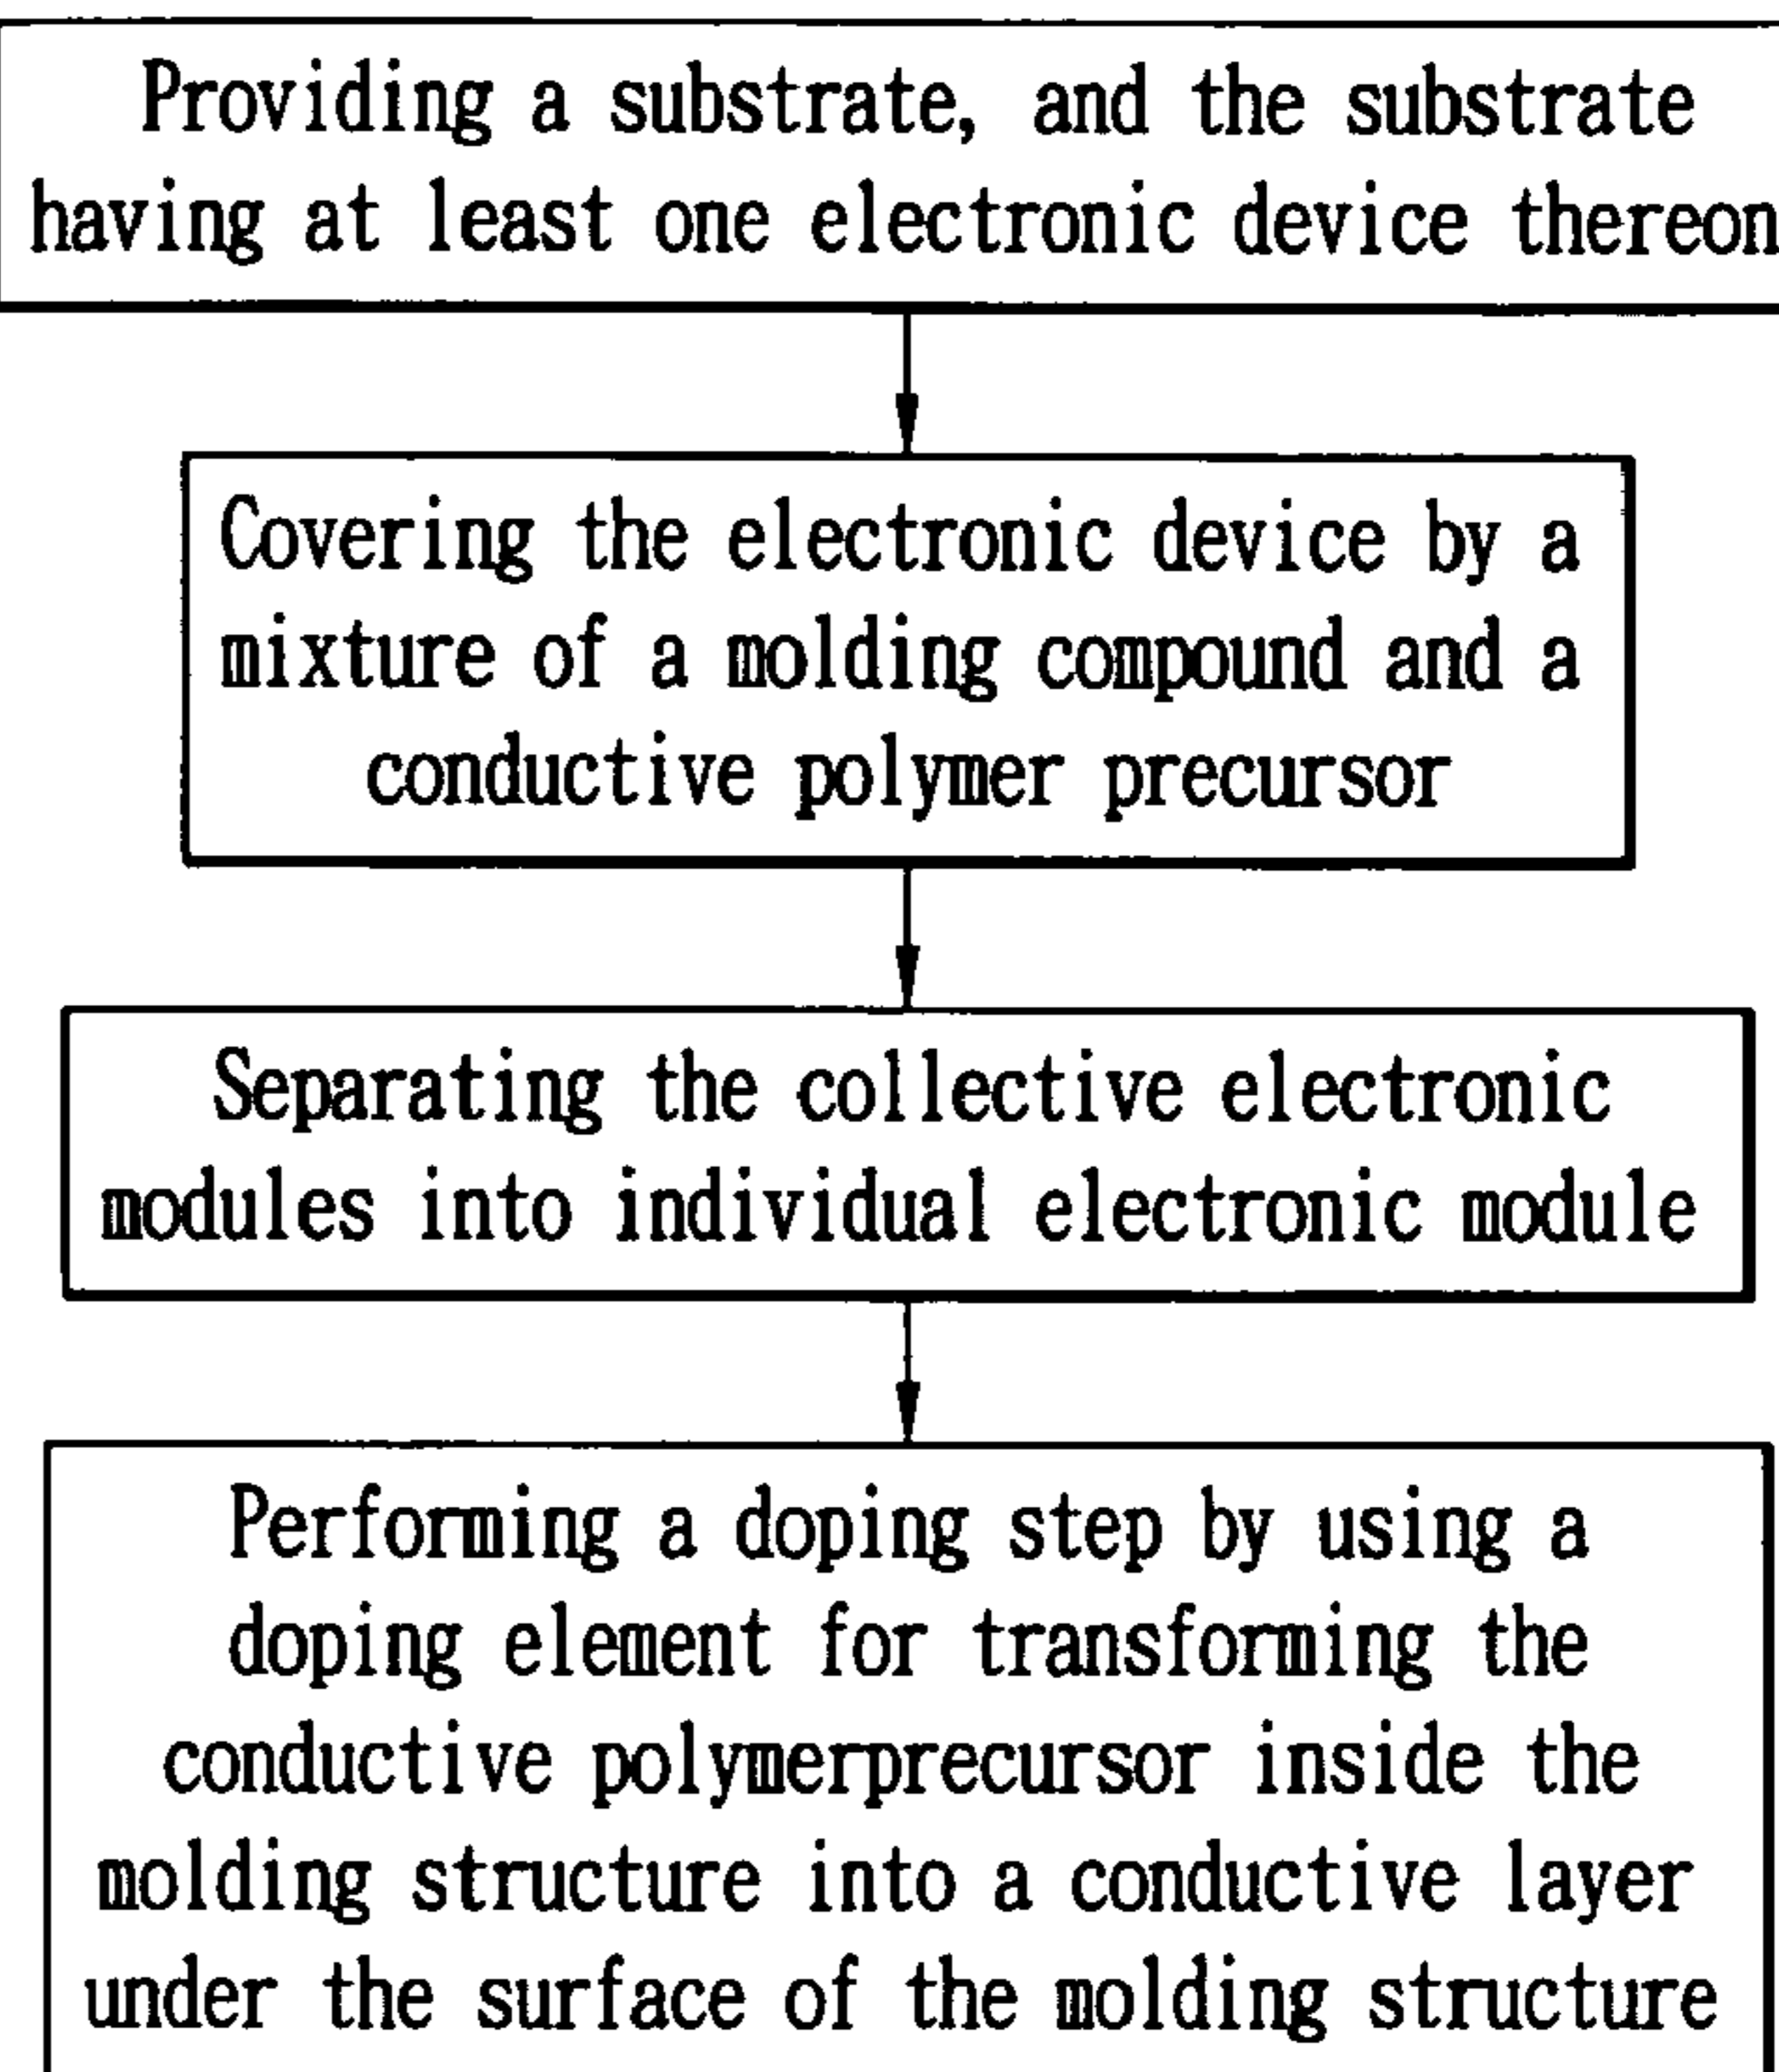 Providing a substrate, and the substrate
having at least one electronic device thereon
Covering the electronic device by a
mixture of a molding compound and a
conductive polymer precursor
Separating the collective electronic
modules into individual electronic module
Performing a doping step by using a
doping element for transforming the
conductive polymerprecursor inside the
molding structure into a conductive layer
under the surface of the molding structure